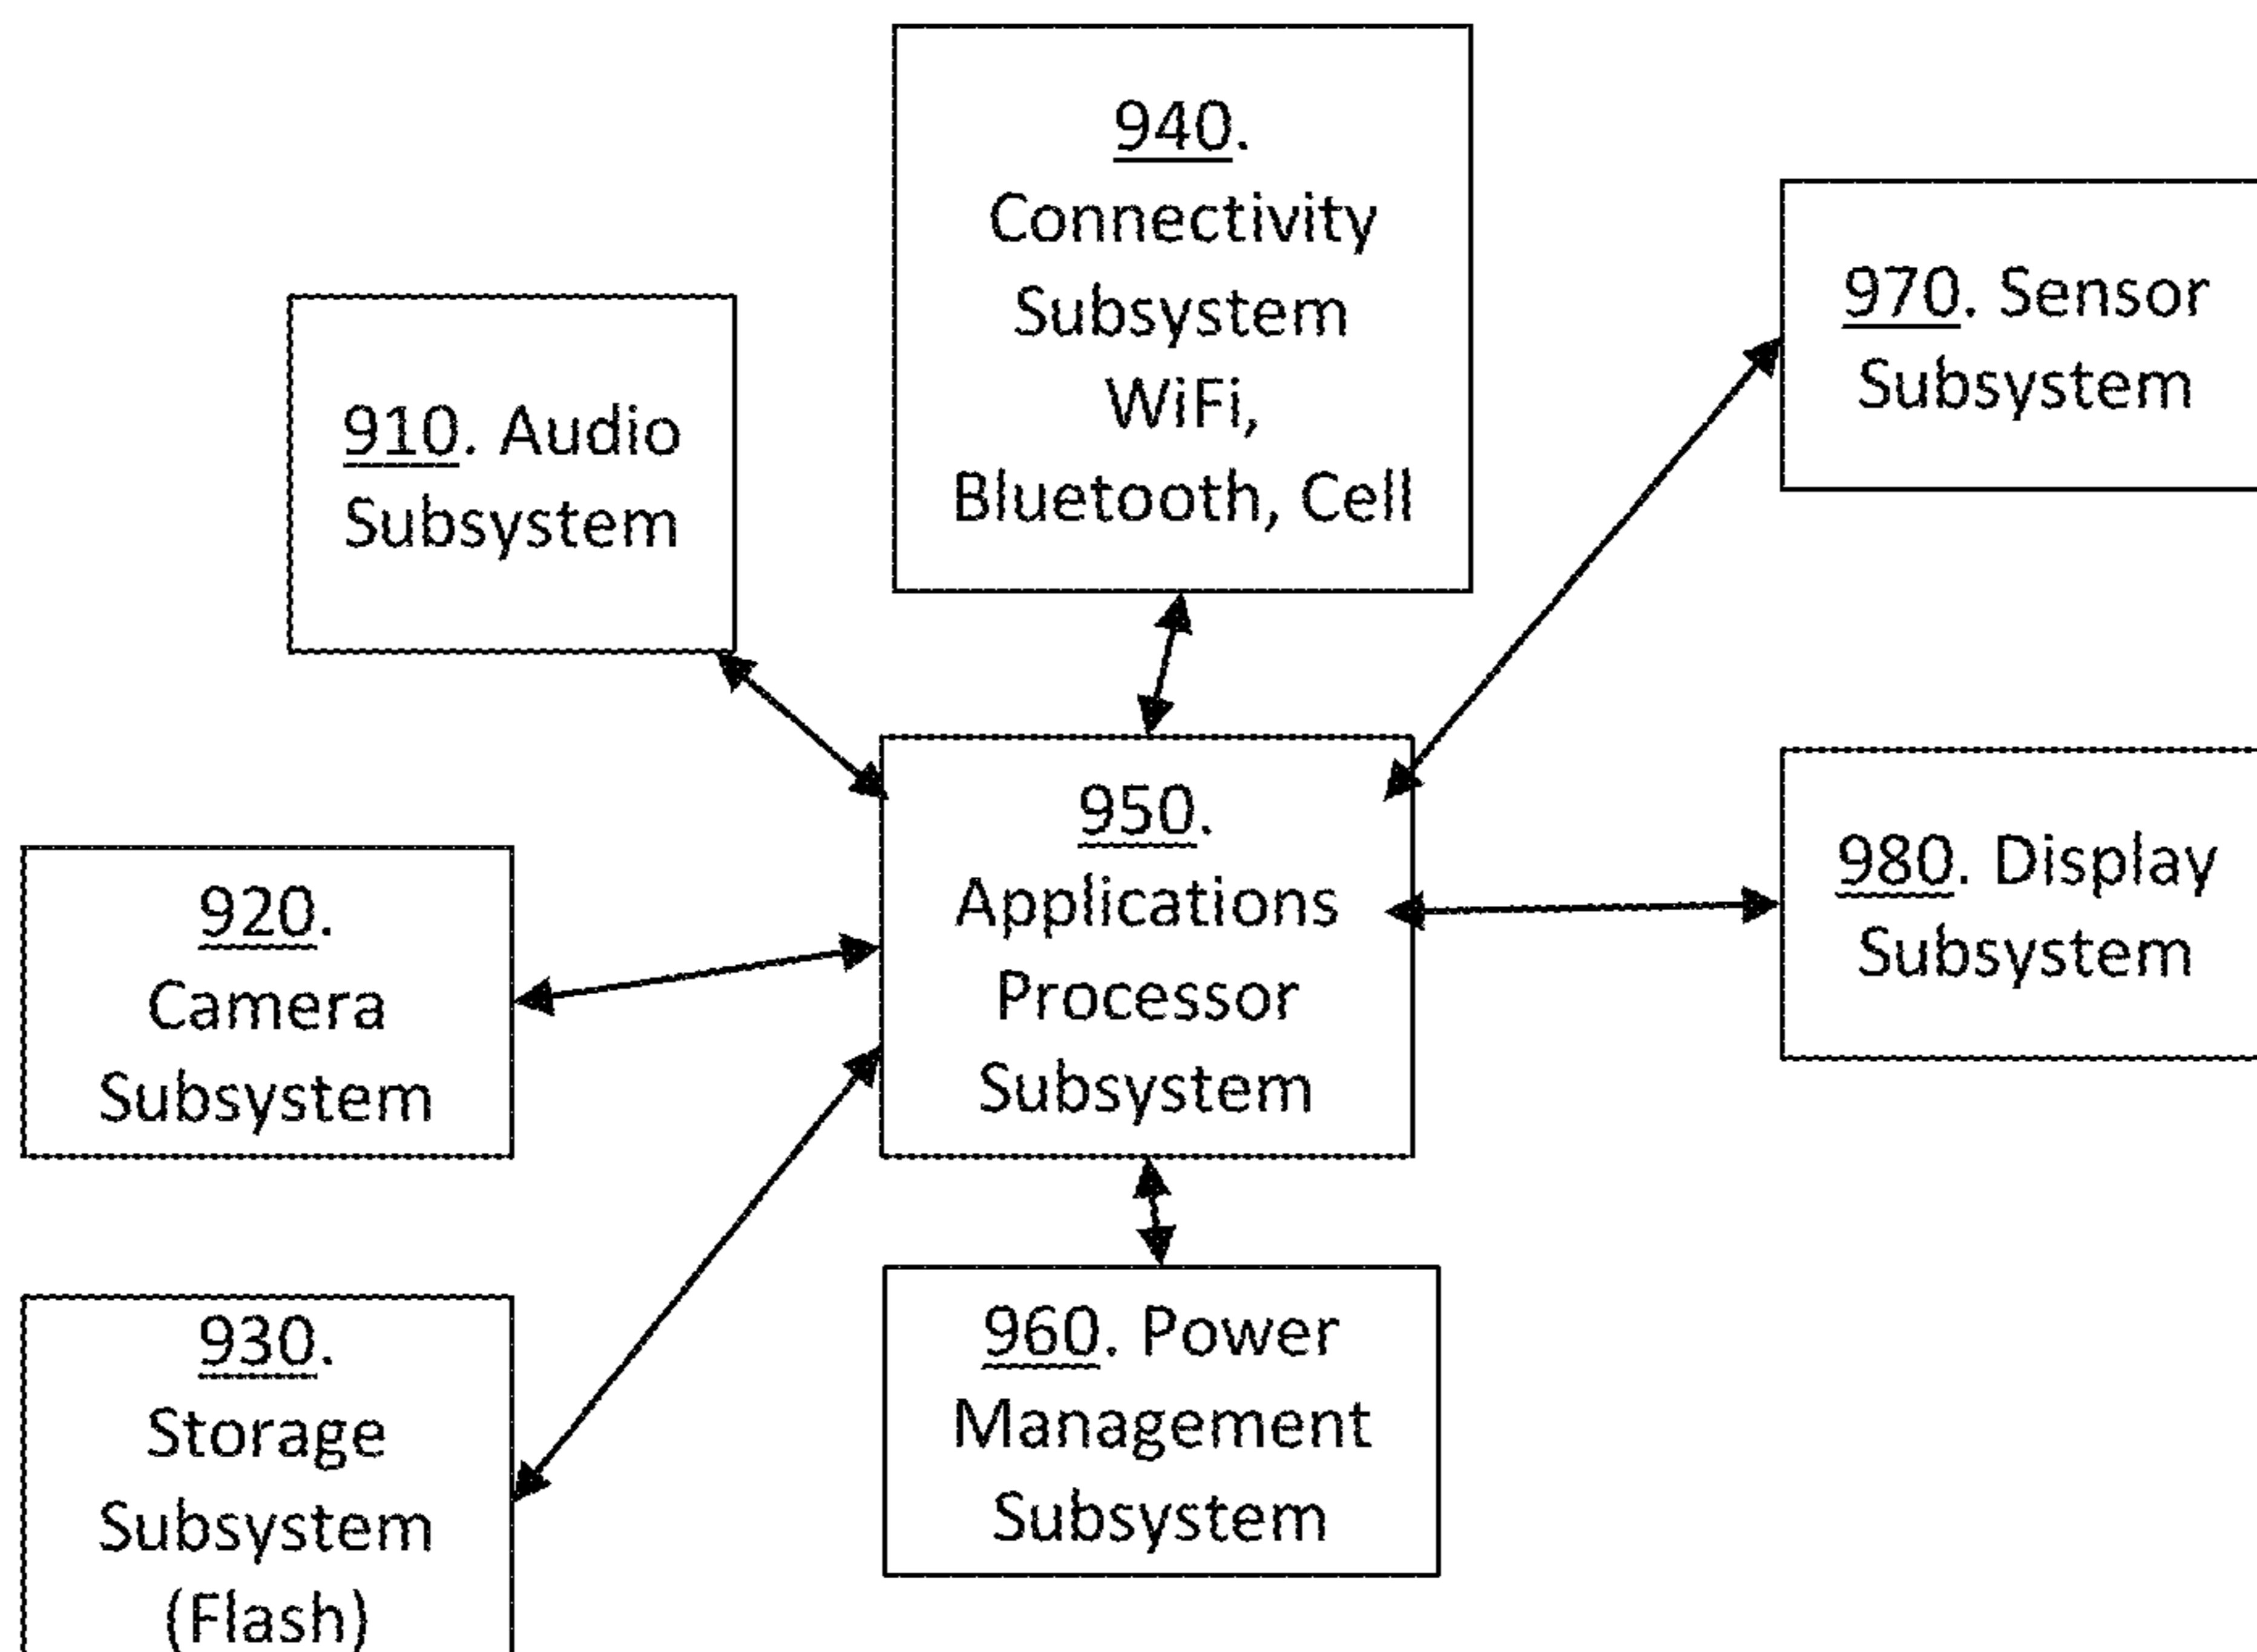 940.
Connectivity
Subsystem
WiFi,
Bluetooth, Cell
970. Sensor
Subsystem
910. Audio
Subsystem
950.
Applications
Processor
Subsystem
980. Display
Subsystem
920.
Camera
Subsystem
930.
Storage
Subsystem
(Flash)
960. Power
Management
Subsystem